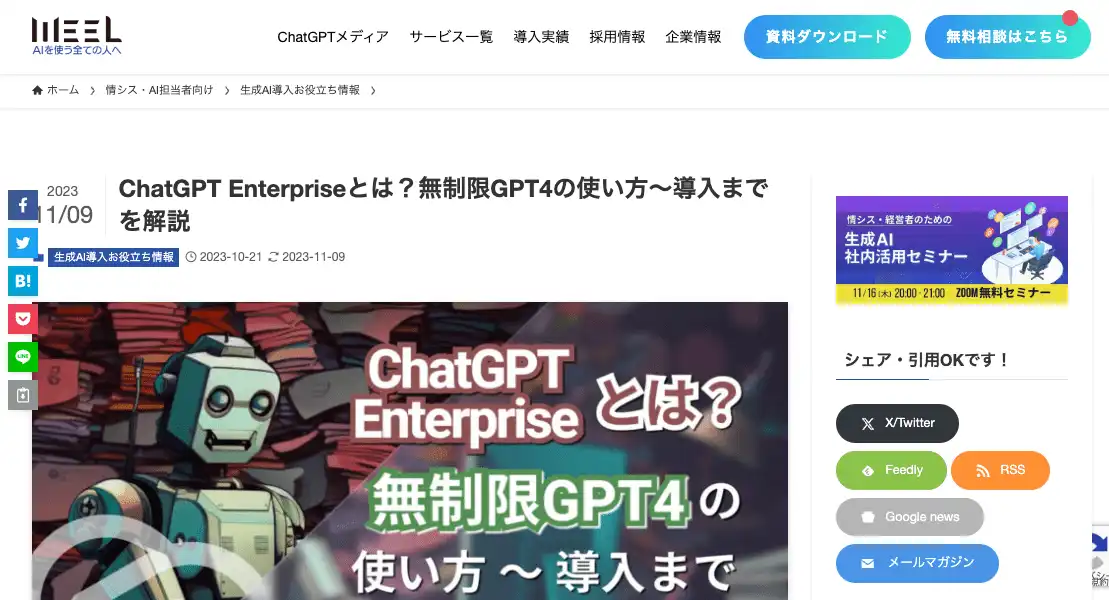 WEEL
AIを使う全ての人へ
ChatGPTメディア サービス一覧 導入実績 採用情報 企業情報 資料ダウンロード 無料相談はこちら
ホーム 情シス・AI担当者向け 生成AI導入お役立ち情報
2023
11/09
ChatGPT Enterpriseとは？無制限GPT4の使い方〜導入まで
を解説
生成AI導入お役立ち情報 2023-10-21 2023-11-09
B!
LINE
ChatGPT
Enterprise とは?
無制限GPT4 の
使い方 〜 導入まで
情シス・経営者のための
生成AI
社内活用セミナー
11/16(木) 20:00 - 21:00 ZOOM無料セミナー
シェア・引用OKです！
X/Twitter
Feedly RSS
Google news
メールマガジン